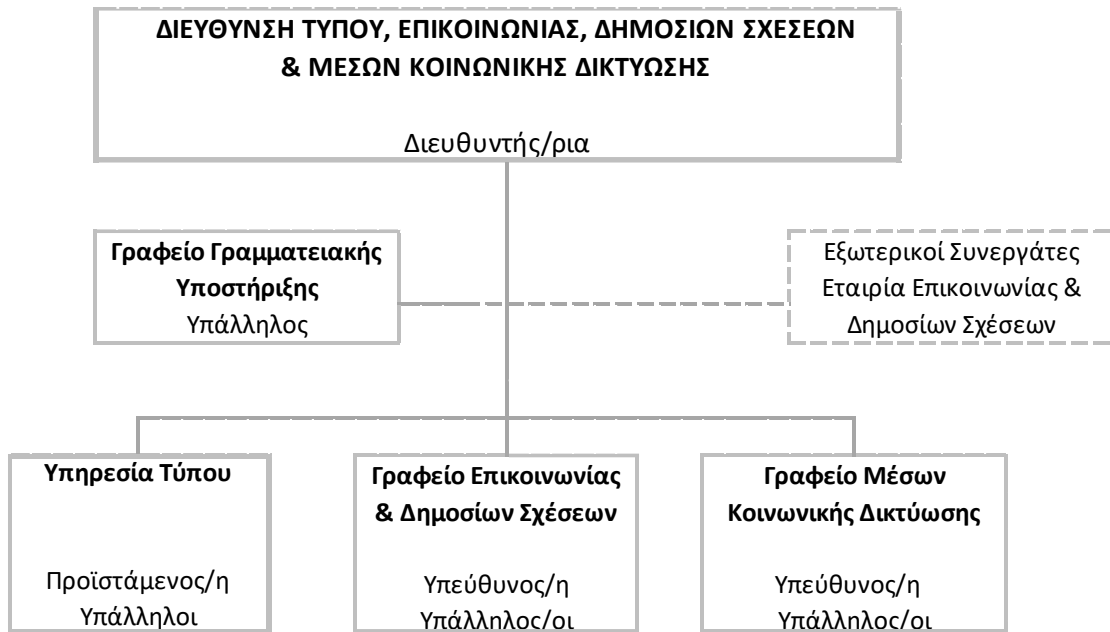 ΔΙΕΥΘΥΝΣΗ ΤΥΠΟΥ, ΕΠΙΚΟΙΝΩΝΙΑΣ, ΔΗΜΟΣΙΩΝ ΣΧΕΣΕΩΝ
& ΜΕΣΩΝ ΚΟΙΝΩΝΙΚΗΣ ΔΙΚΤΥΩΣΗΣ
Διευθυντής/ρια
Γραφείο Γραμματειακής
Υποστήριξης
Υπάλληλος
Εξωτερικοί Συνεργάτες
Εταιρία Επικοινωνίας &
Δημοσίων Σχέσεων
Υπηρεσία Τύπου
Προϊστάμενος/η
Υπάλληλοι
Γραφείο Επικοινωνίας
& Δημοσίων Σχέσεων
Υπεύθυνος/η
Υπάλληλος/οι
Γραφείο Μέσων
Κοινωνικής Δικτύωσης
Υπεύθυνος/η
Υπάλληλος/οι